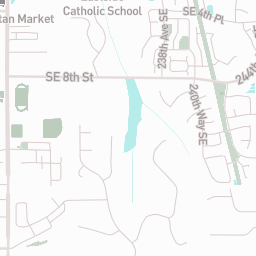 Catholic School
SE 4th Pl
tan Market
238th Ave SE
SE 8th St
244th
240th Way SE